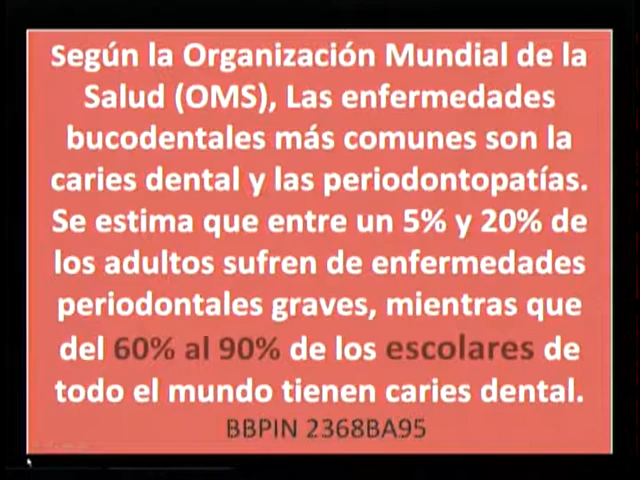 Según la Organización Mundial de la
Salud (OMS), Las enfermedades
bucodentales más comunes son la
caries dental y las periodontopatías.
Se estima que entre un 5% y 20% de
los adultos sufren de enfermedades
periodontales graves, mientras que
del 60% al 90% de los escolares de
todo el mundo tienen caries dental.
BBPIN 2368BA95